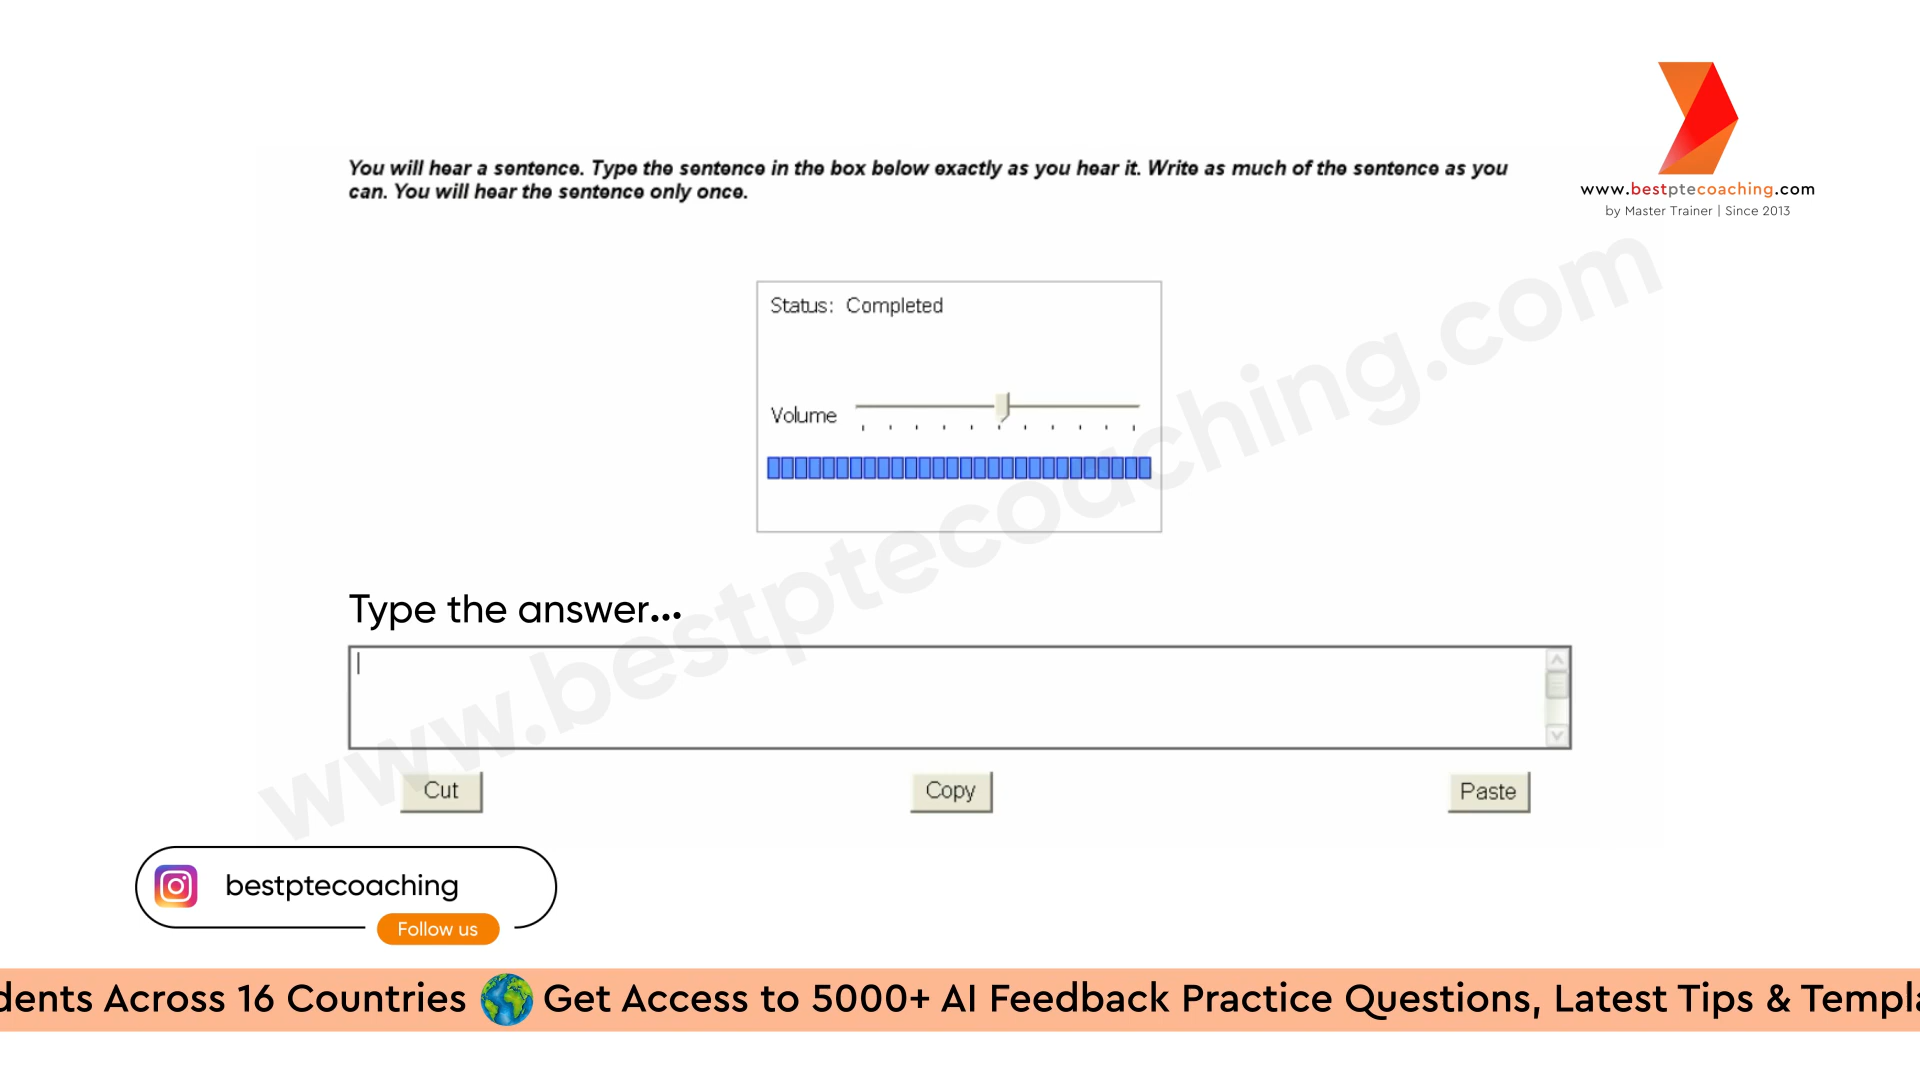 You will hear a sentence. Type the sentence in the box below exactly as you hear it. Write as much of the sentence as you
can. You will hear the sentence only once.
www.bestptecoaching.com
by Master Trainer | Since 2013
Status: Completed
Volume
www.bestptecoaching.com
Type the answer...
Cut
Copy
Paste
bestptecoaching
Follow us
dents Across 16 Countries Get Access to 5000+ AI Feedback Practice Questions, Latest Tips & Templa